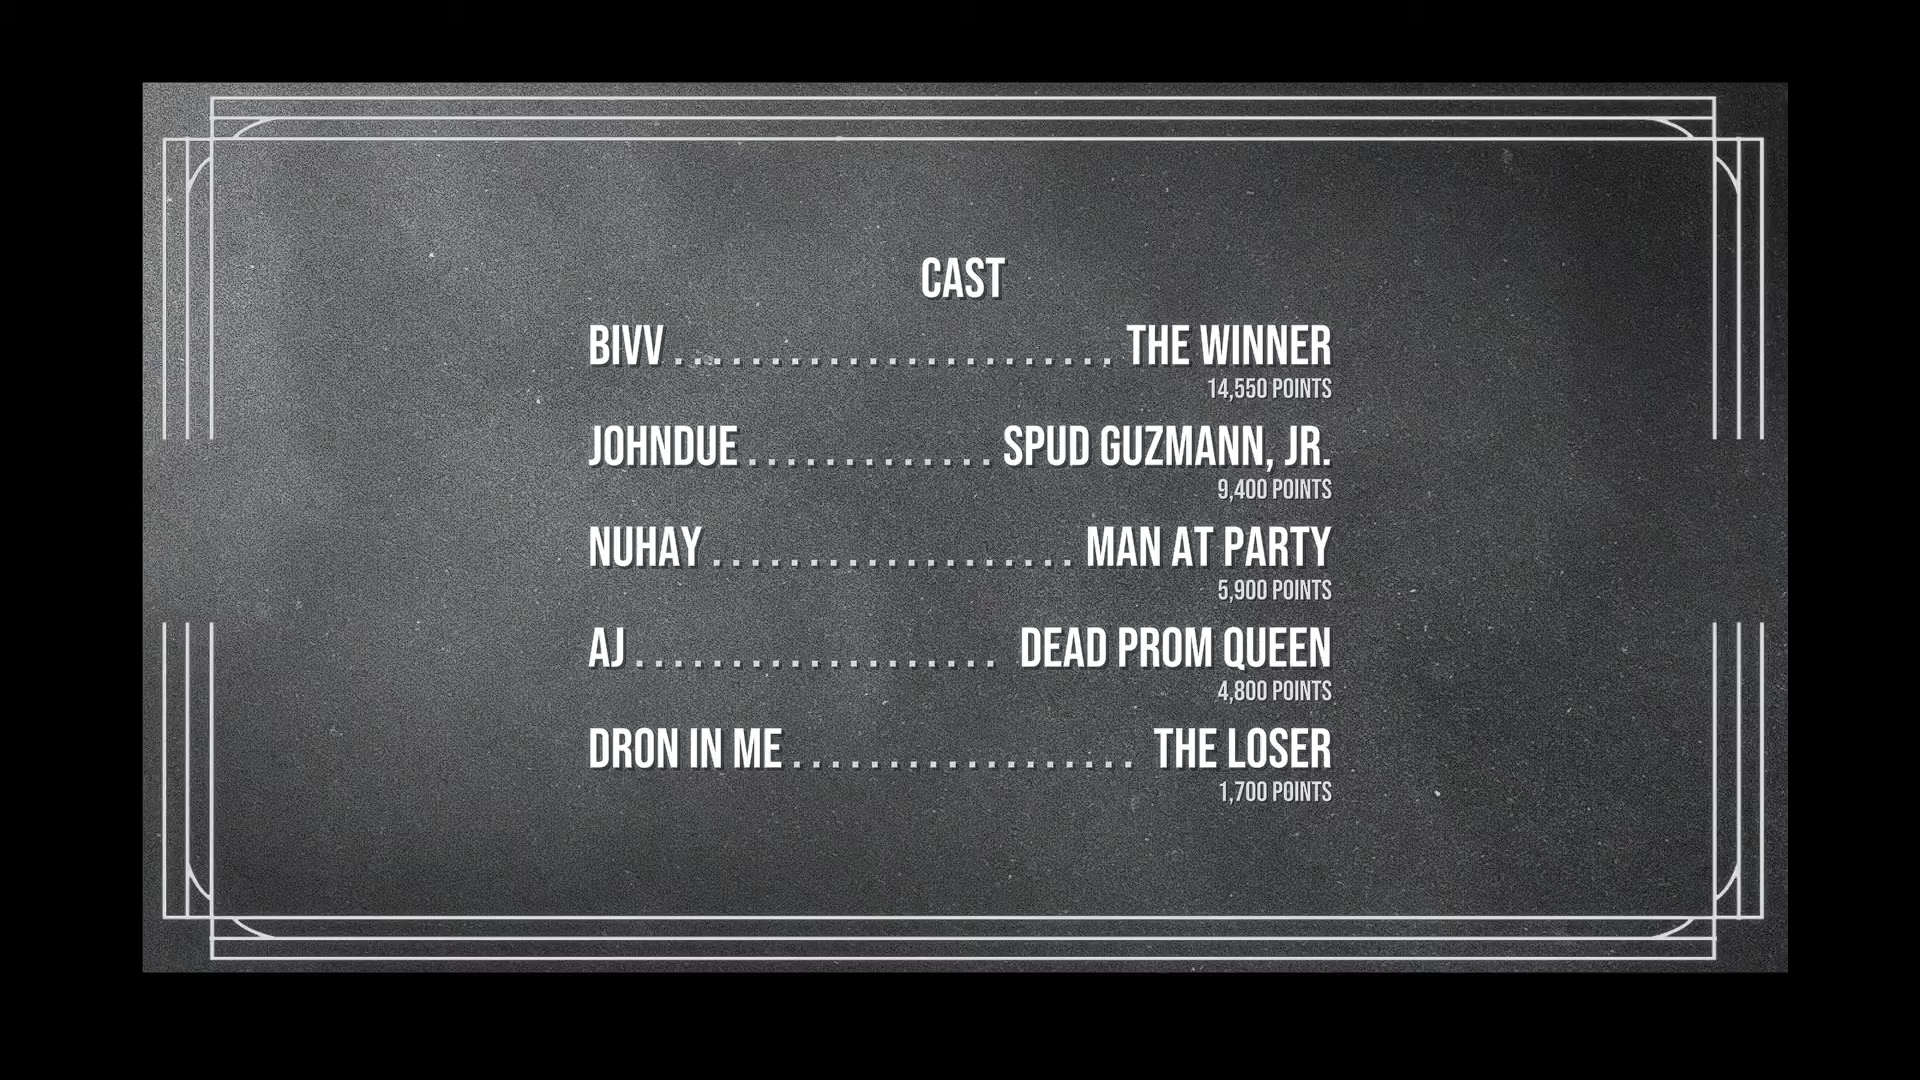 CAST
BIVV . . . . . . . . . . . . . . . . . . . . . . . THE WINNER
14,550 POINTS
JOHNDUE . . . . . . . . . . . . . SPUD GUZMANN, JR.
9,400 POINTS
NUHAY . . . . . . . . . . . . . . . . . . . MAN AT PARTY
5,900 POINTS
AJ . . . . . . . . . . . . . . . . . . . DEAD PROM QUEEN
4,800 POINTS
DRON IN ME . . . . . . . . . . . . . . . . . . THE LOSER
1,700 POINTS